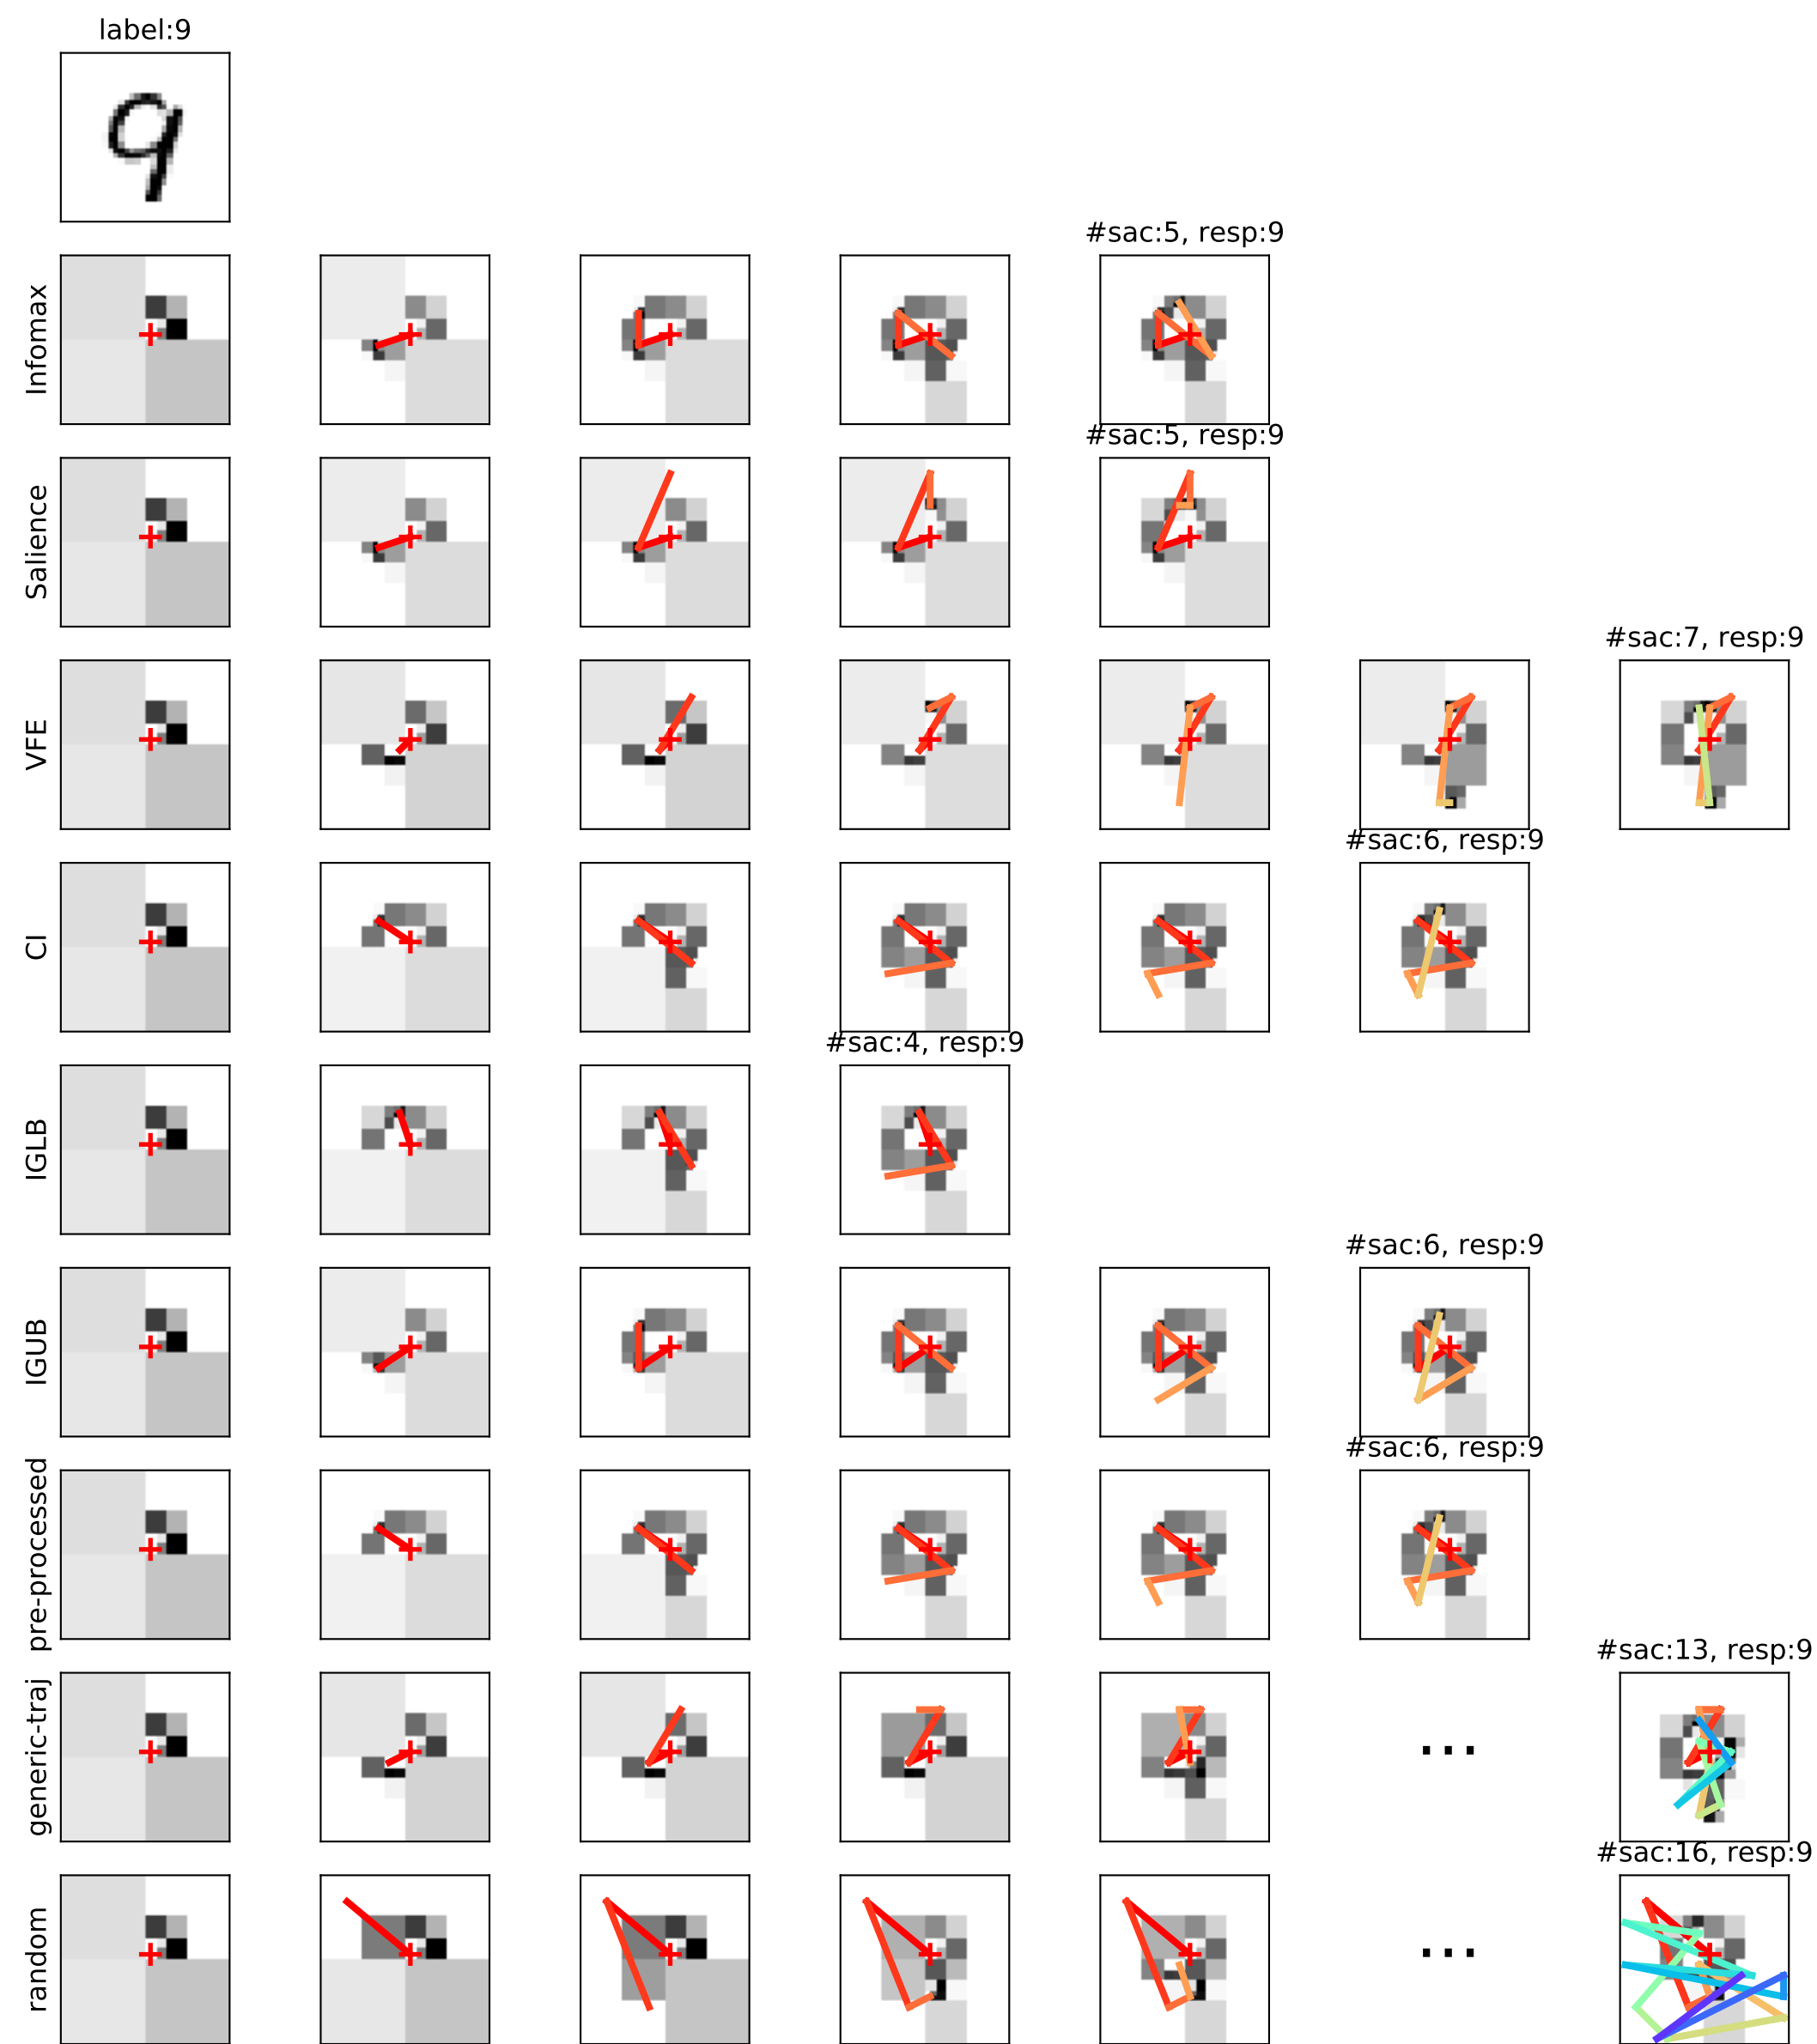 label:9
#sac:5, resp:9
Infomax
#sac:5, resp:9
Salience
#sac:7, resp:9
VFE
#sac:6, resp:9
CI
#sac:4, resp:9
IGLB
#sac:6, resp:9
IGUB
#sac:6, resp:9
pre-processed
#sac:13, resp:9
generic-traj
...
#sac:16, resp:9
random
...